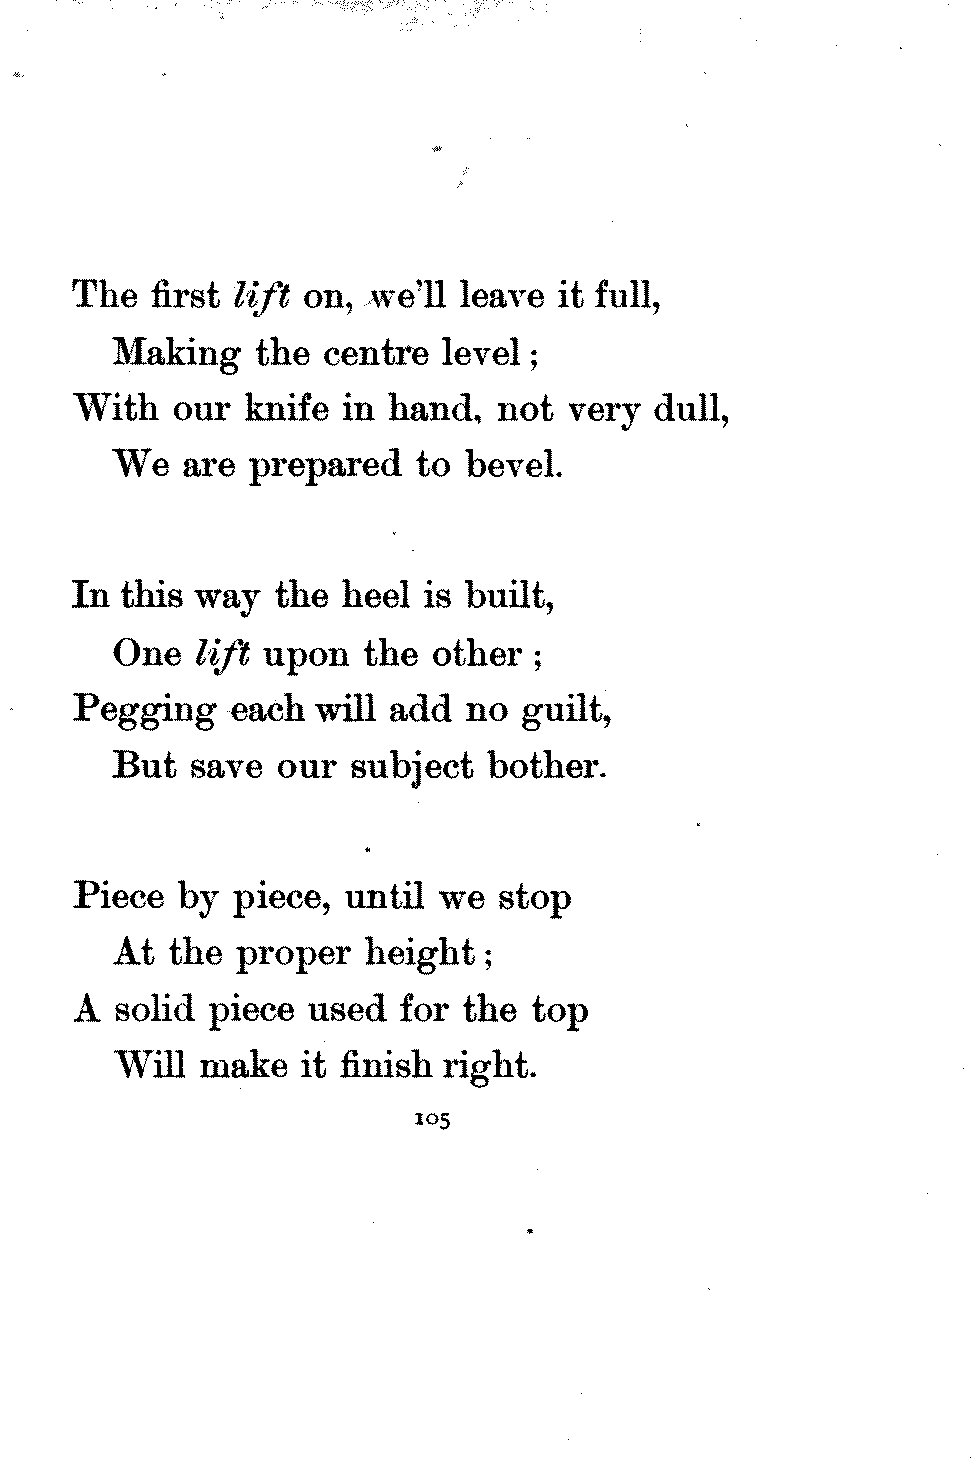 The first lift on, we'll leave it full,
Making the centre level ;
With our knife in hand, not very dull,
We are prepared to bevel.
In this way the heel is built,
One lift upon the other ;
Pegging each will add no guilt,
But save our subject bother.
Piece by piece, until we stop
At the proper height ;
A solid piece used for the top
Will make it finish right.
105